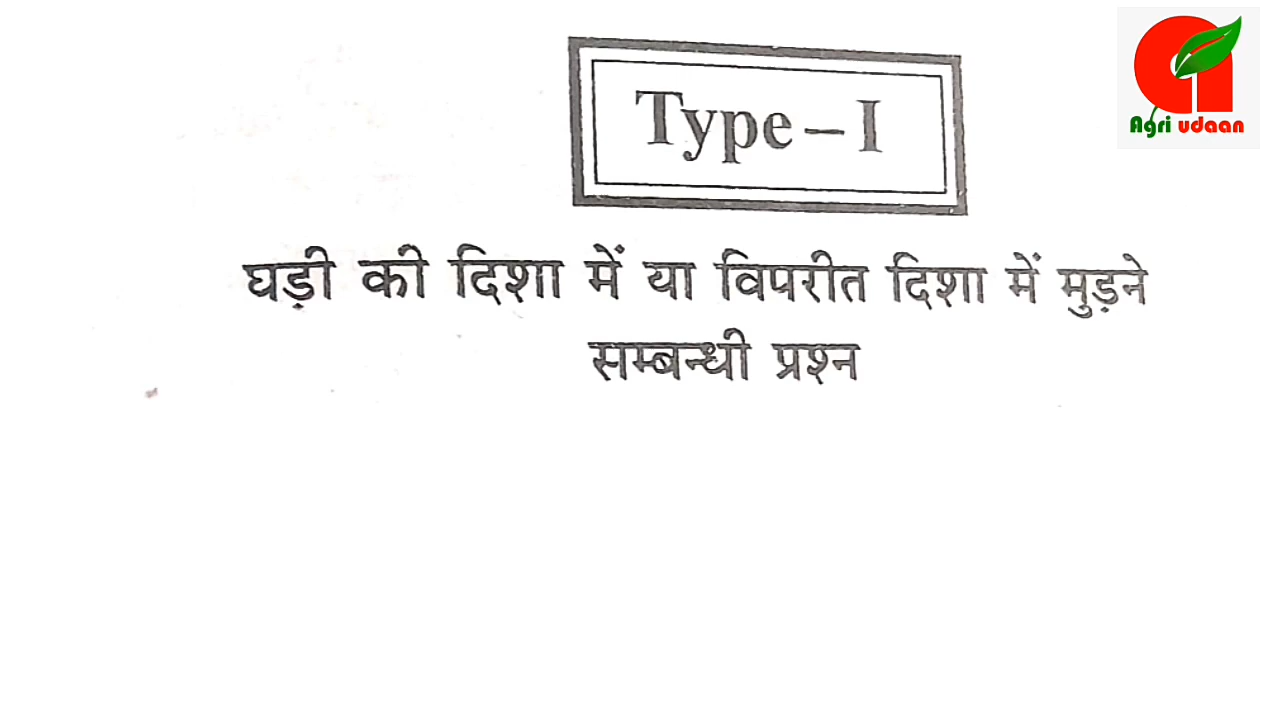 Agri udaan
Type – I
घड़ी की दिशा में या विपरीत दिशा में मुड़ने
सम्बन्धी प्रश्न